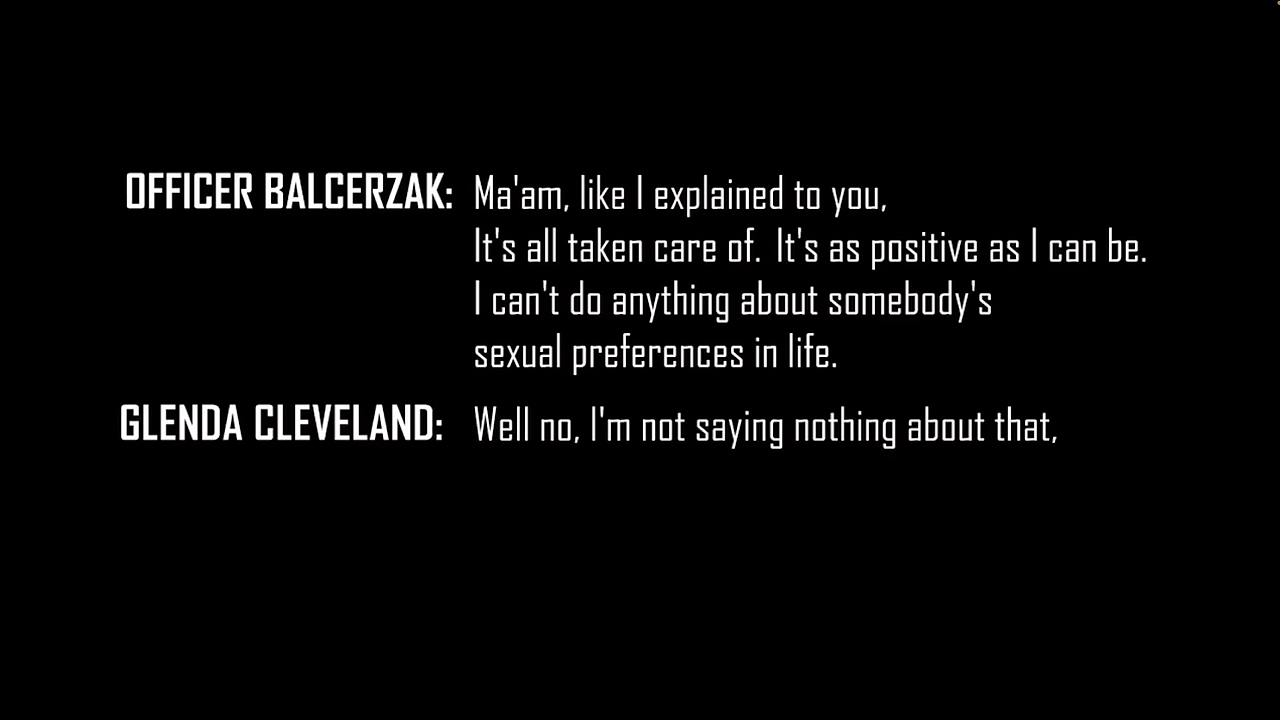 OFFICER BALCERZAK: Ma'am, like I explained to you,
It's all taken care of. It's as positive as I can be.
I can't do anything about somebody's
sexual preferences in life.
GLENDA CLEVELAND: Well no, I'm not saying nothing about that,